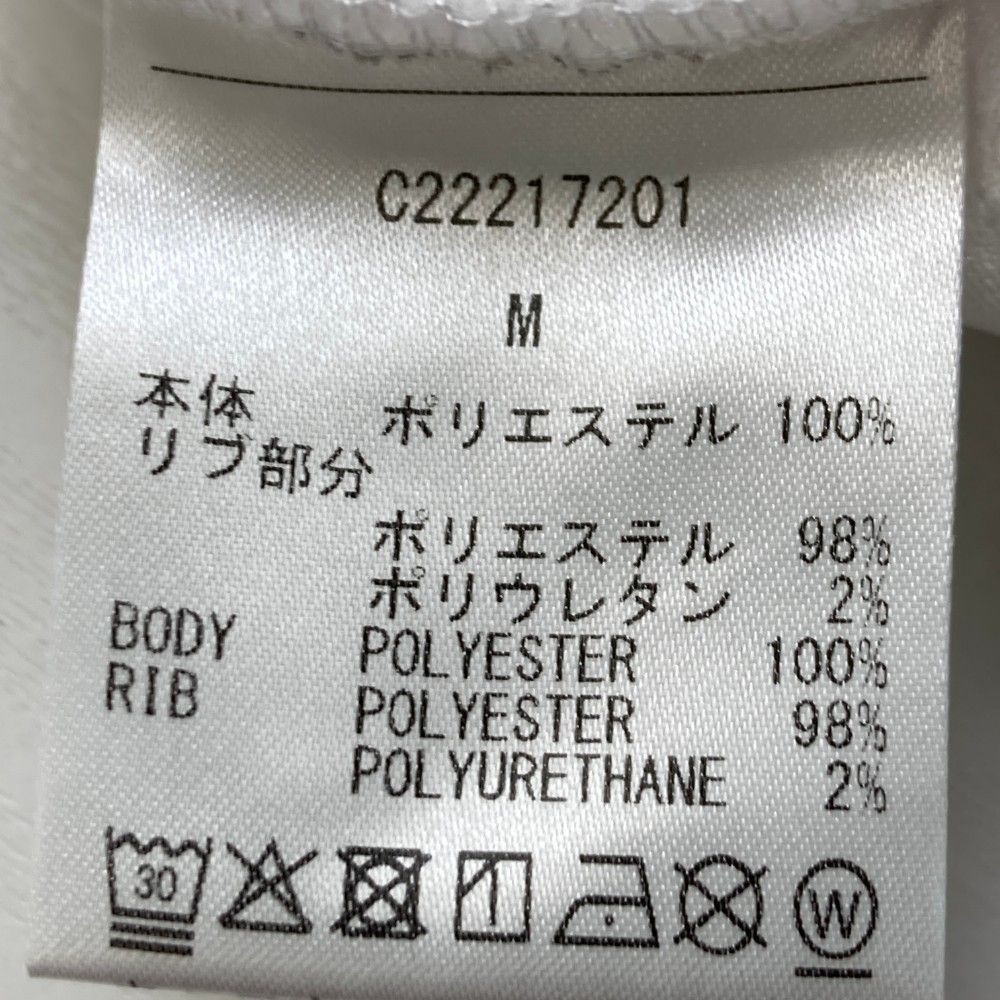 C22217201
M
本体 ポリエステル 100%
リブ部分
ポリエステル 98%
ポリウレタン 2%
BODY POLYESTER 100%
RIB POLYESTER 98%
POLYURETHANE 2%
30 W